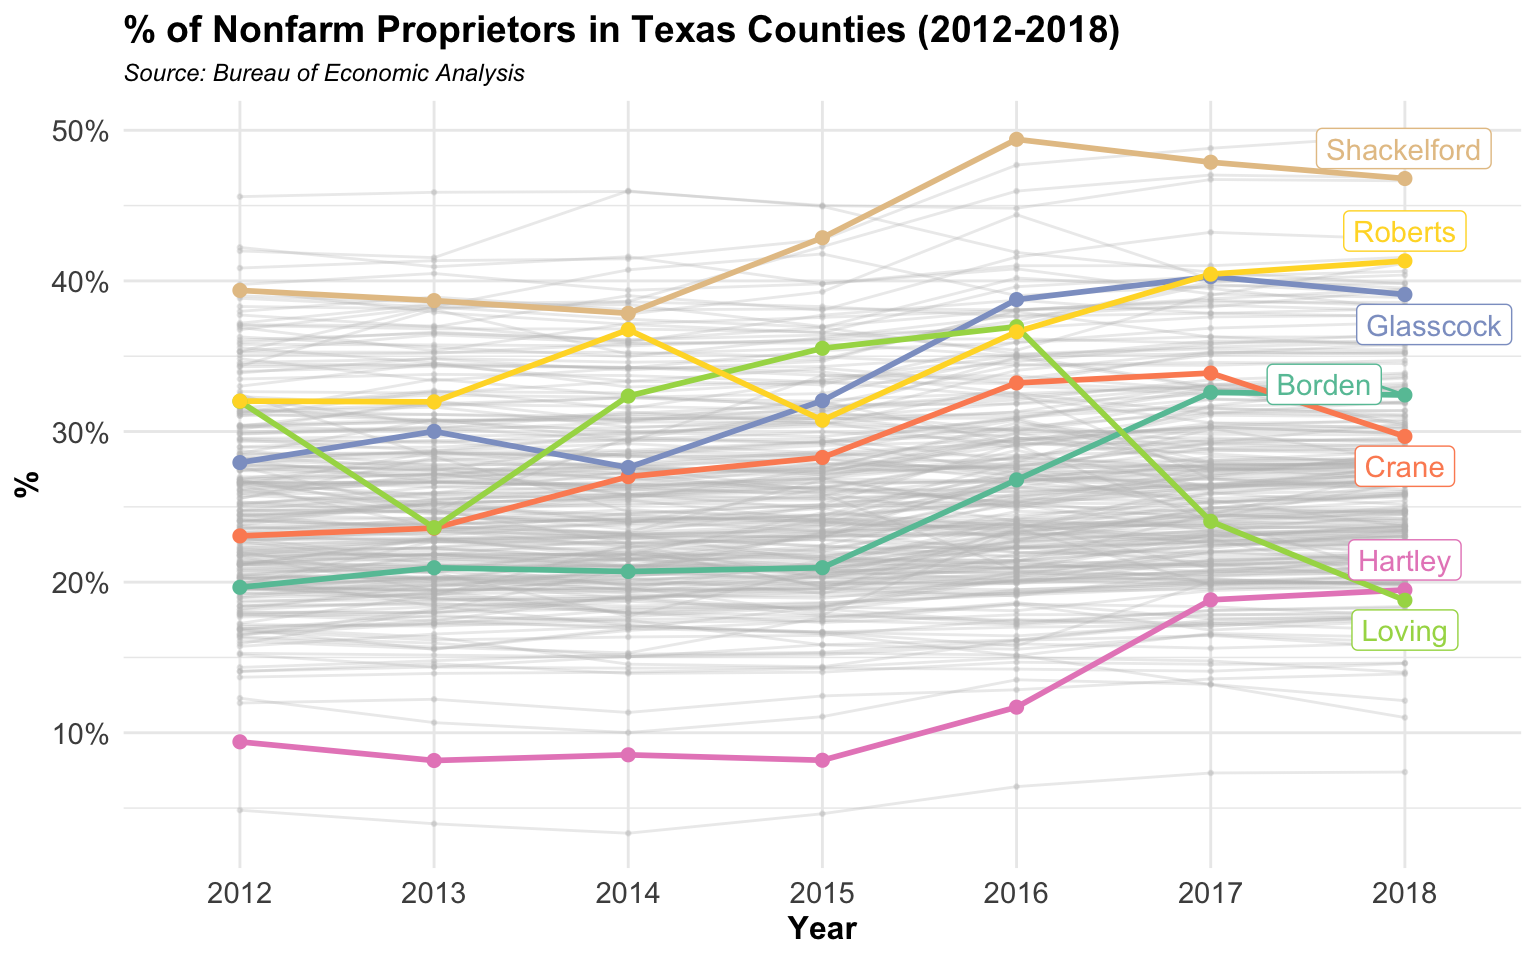 % of Nonfarm Proprietors in Texas Counties (2012-2018)
Source: Bureau of Economic Analysis
50%
40%
30%
20%
10%
%
Shackelford
Roberts
Glasscock
Borden
Crane
Hartley
Loving
2012 2013 2014 2015 2016 2017 2018
Year